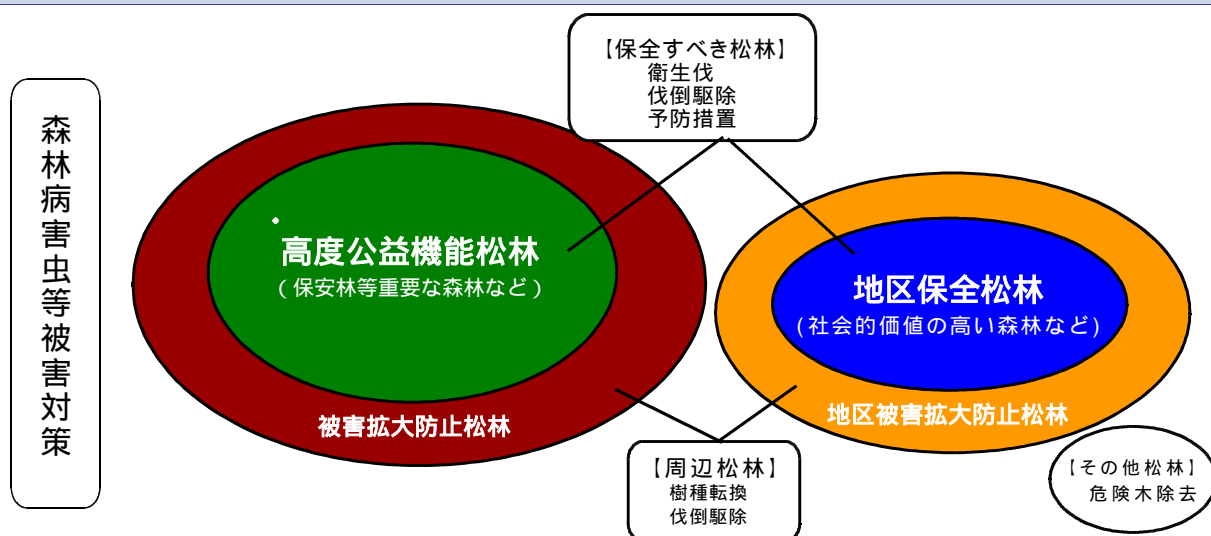 森林病害虫等被害対策
【保全すべき松林】
衛生伐
伐倒駆除
予防措置
高度公益機能松林
(保安林等重要な森林など)
被害拡大防止松林
地区保全松林
(社会的価値の高い森林など)
地区被害拡大防止松林
【周辺松林】
樹種転換
伐倒駆除
【その他松林】
危険木除去